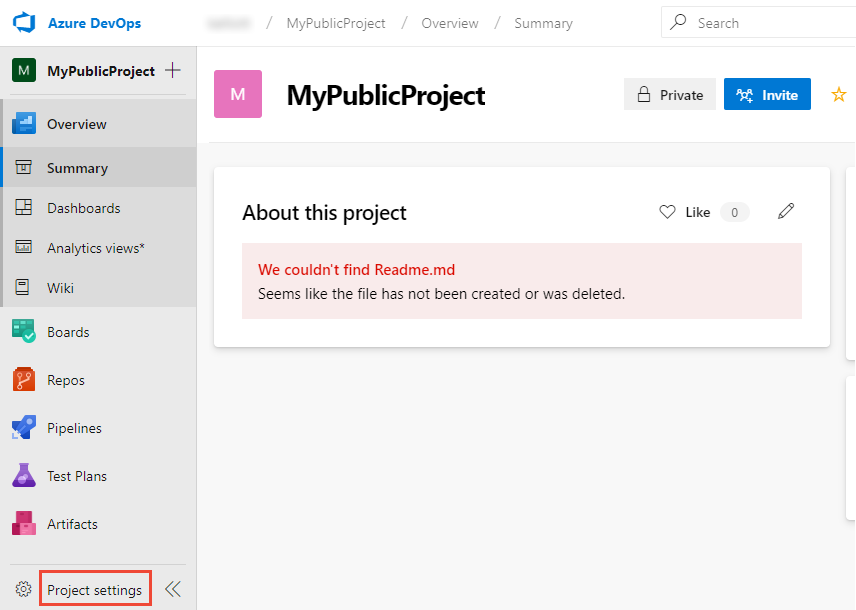 Azure DevOps
/ MyPublicProject / Overview / Summary
Search
M MyPublicProject
Overview
Summary
Dashboards
Analytics views*
Wiki
Boards
Repos
Pipelines
Test Plans
Artifacts
Project settings
M MyPublicProject
Private
Invite
About this project
Like 0
We couldn't find Readme.md
Seems like the file has not been created or was deleted.